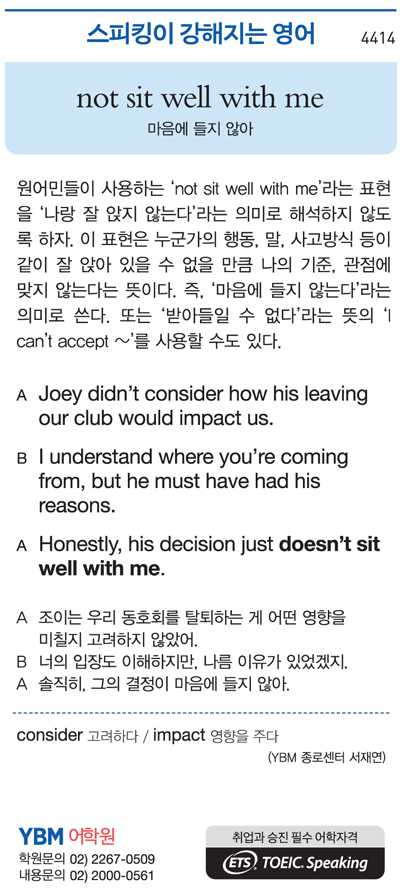 스피킹이 강해지는 영어
4414
not sit well with me
마음에 들지 않아
원어민들이 사용하는 ‘not sit well with me’라는 표현
을 ‘나랑 잘 앉지 않는다’라는 의미로 해석하지 않도
록 하자. 이 표현은 누군가의 행동, 말, 사고방식 등이
같이 잘 앉아 있을 수 없을 만큼 나의 기준, 관점에
맞지 않는다는 뜻이다. 즉, ‘마음에 들지 않는다’라는
의미로 쓴다. 또는 ‘받아들일 수 없다’라는 뜻의 ‘I
can’t accept ～’를 사용할 수도 있다.
A Joey didn’t consider how his leaving
our club would impact us.
B I understand where you’re coming
from, but he must have had his
reasons.
A Honestly, his decision just doesn’t sit
well with me.
A 조이는 우리 동호회를 탈퇴하는 게 어떤 영향을
미칠지 고려하지 않았어.
B 너의 입장도 이해하지만, 나름 이유가 있었겠지.
A 솔직히, 그의 결정이 마음에 들지 않아.
consider 고려하다 / impact 영향을 주다
(YBM 종로센터 서재연)
YBM 어학원
학원문의 02) 2267-0509
내용문의 02) 2000-0561
취업과 승진 필수 어학자격
ETS TOEIC. Speaking